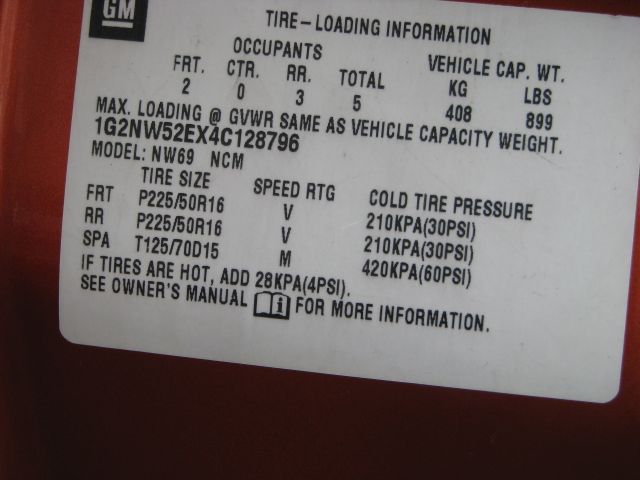 GM
TIRE-LOADING INFORMATION
OCCUPANTS VEHICLE CAP. WT.
FRT. CTR. RR. TOTAL KG LBS
2 0 3 5 408 899
MAX. LOADING @ GVWR SAME AS VEHICLE CAPACITY WEIGHT.
1G2NW52EX4C128796
MODEL: NW69 NCM
TIRE SIZE SPEED RTG COLD TIRE PRESSURE
FRT P225/50R16 V 210KPA(30PSI)
RR P225/50R16 V 210KPA(30PSI)
SPA T125/70D15 M 420KPA(60PSI)
IF TIRES ARE HOT, ADD 28KPA(4PSI).
SEE OWNER'S MANUAL i FOR MORE INFORMATION.